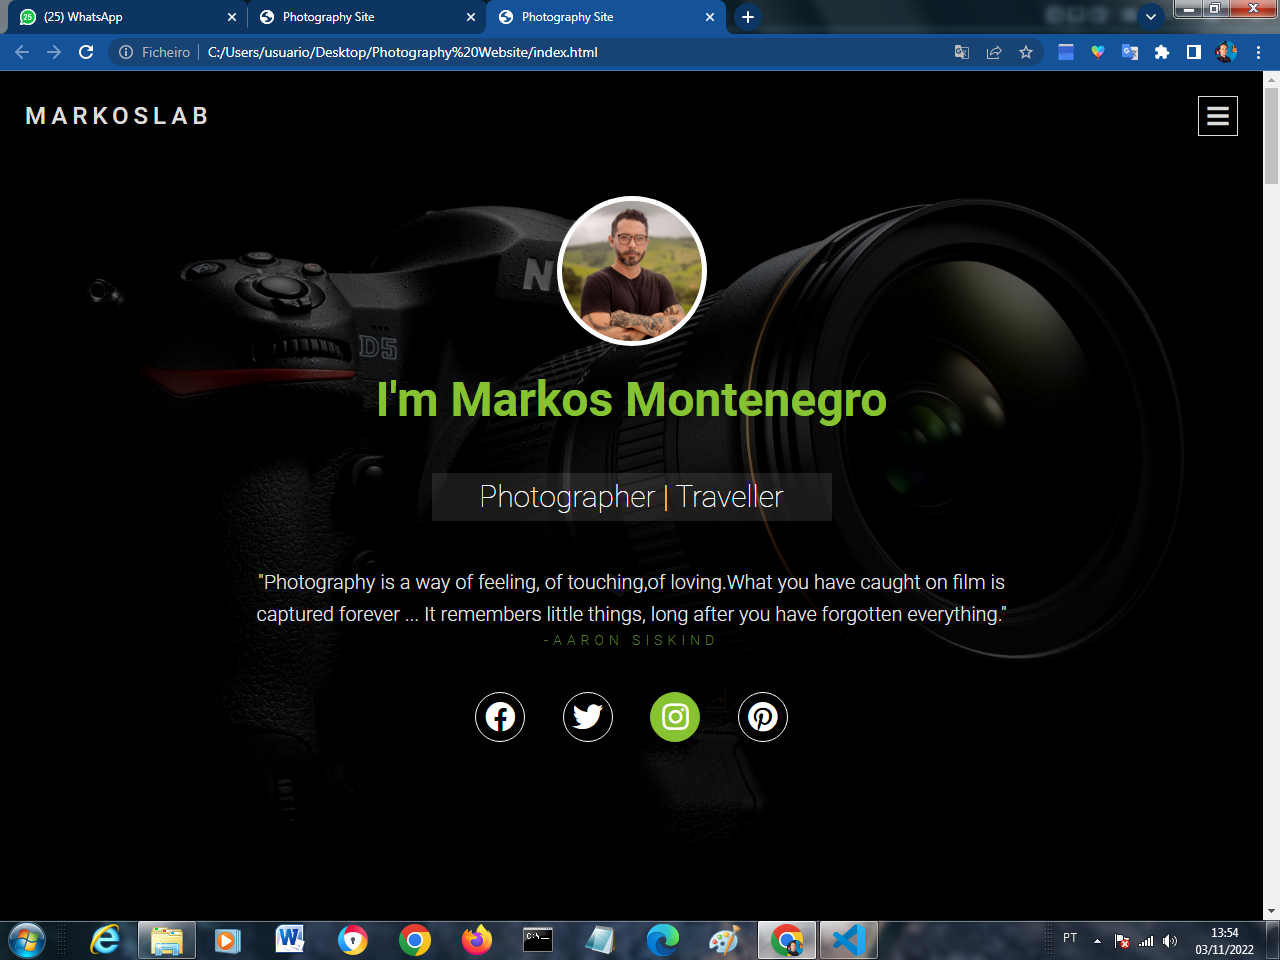 (25) WhatsApp
Photography Site
Photography Site
Ficheiro
C:/Users/usuario/Desktop/Photography%20Website/index.html
MARKOSLAB
N
D5
I'm Markos Montenegro
Photographer | Traveller
"Photography is a way of feeling, of touching,of loving.What you have caught on film is
captured forever ... It remembers little things, long after you have forgotten everything."
-AARON SISKIND
PT
13:54
03/11/2022